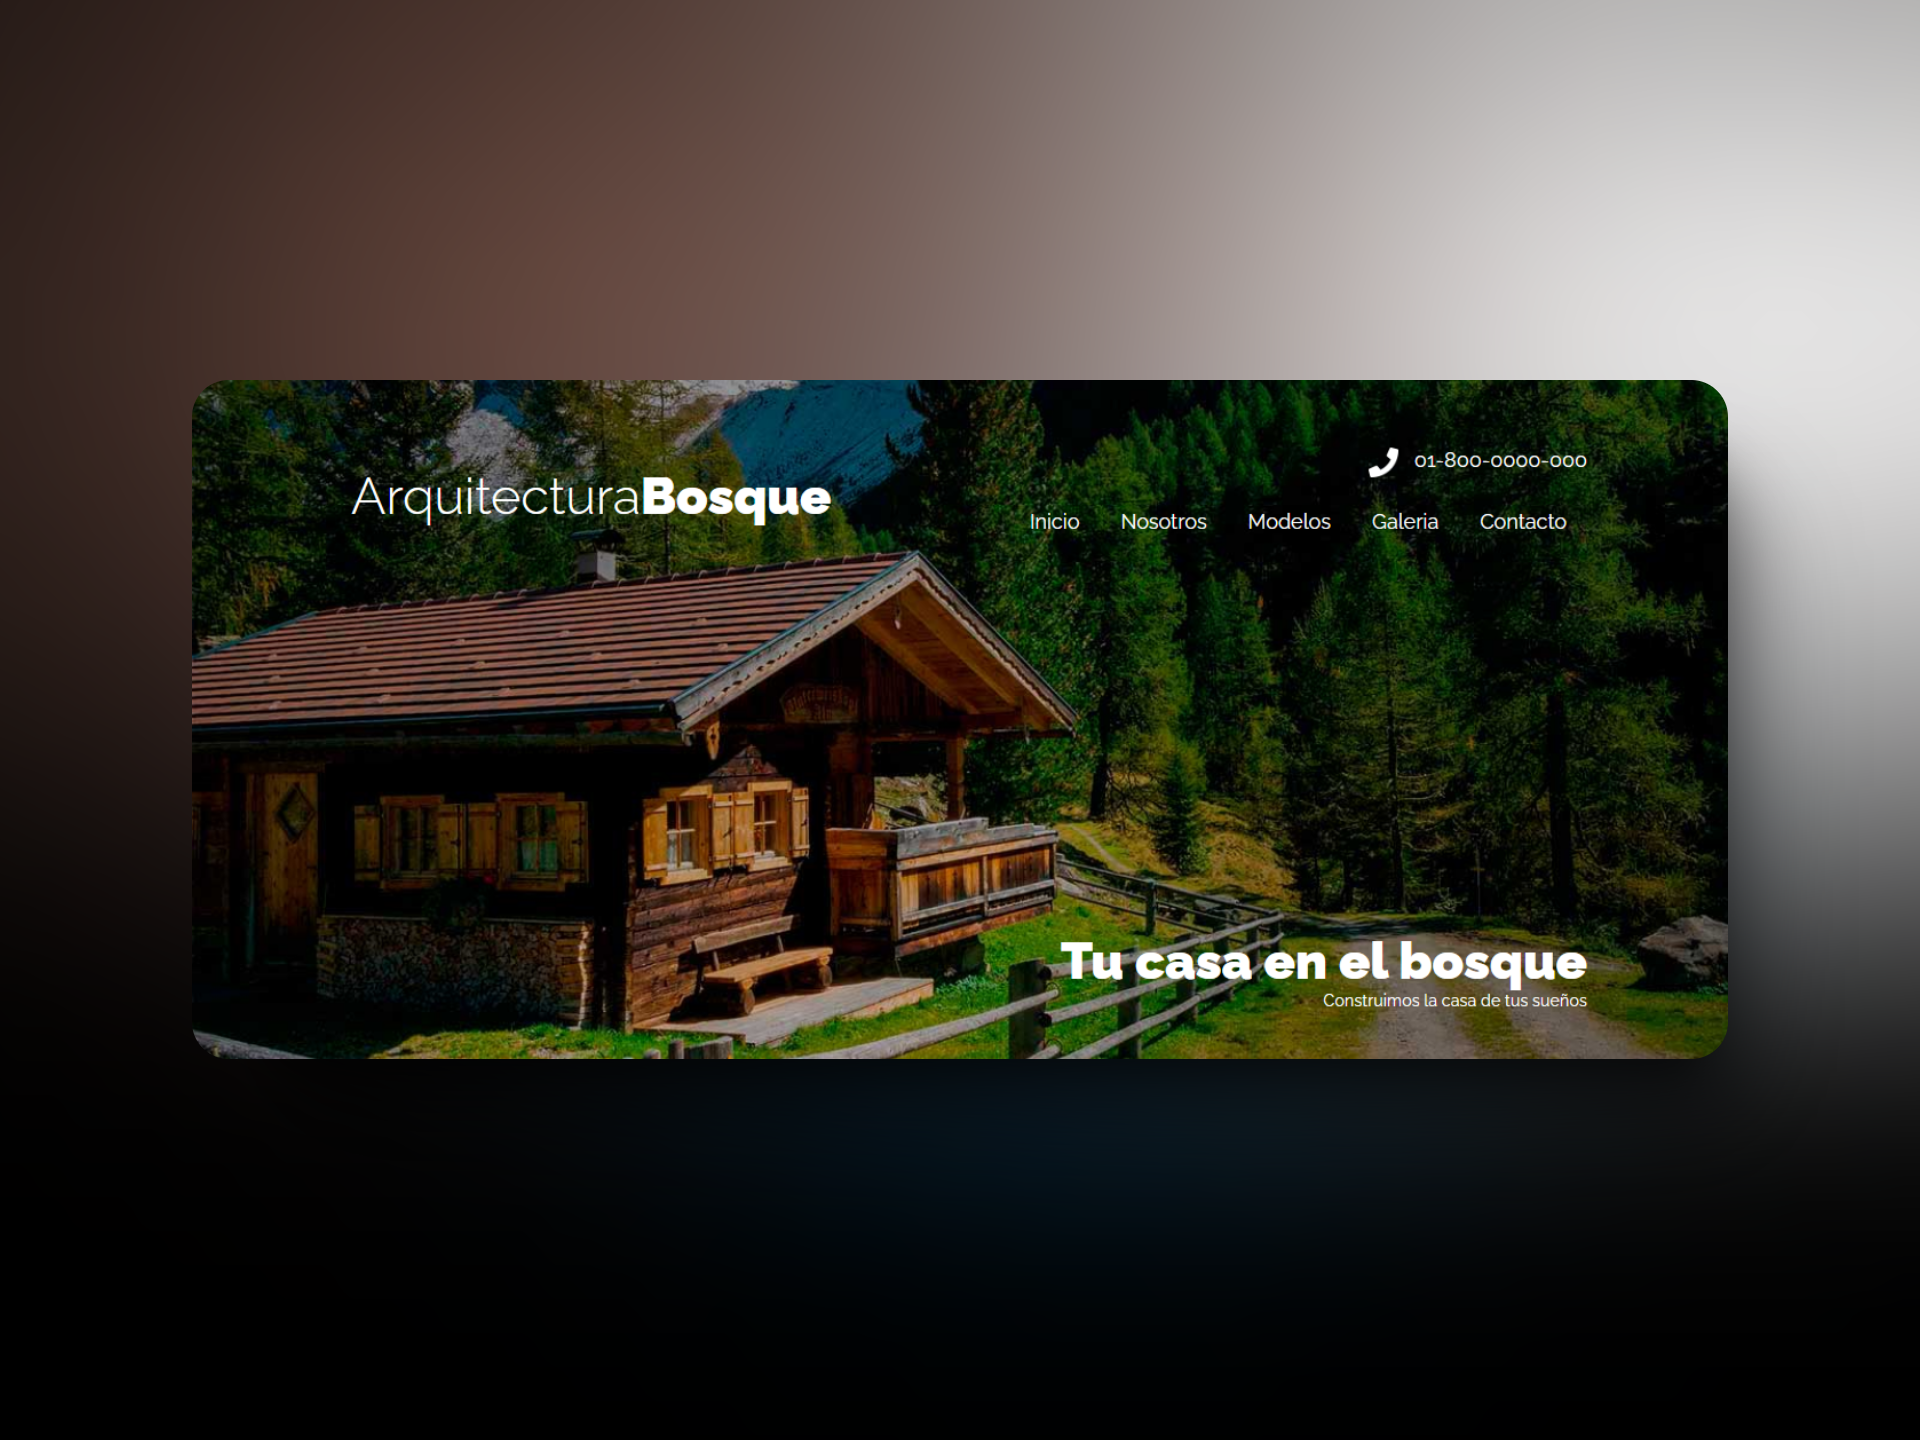 01-800-0000-000
ArquitecturaBosque
Inicio Nosotros Modelos Galeria Contacto
Tu casa en el bosque
Construimos la casa de tus sueños